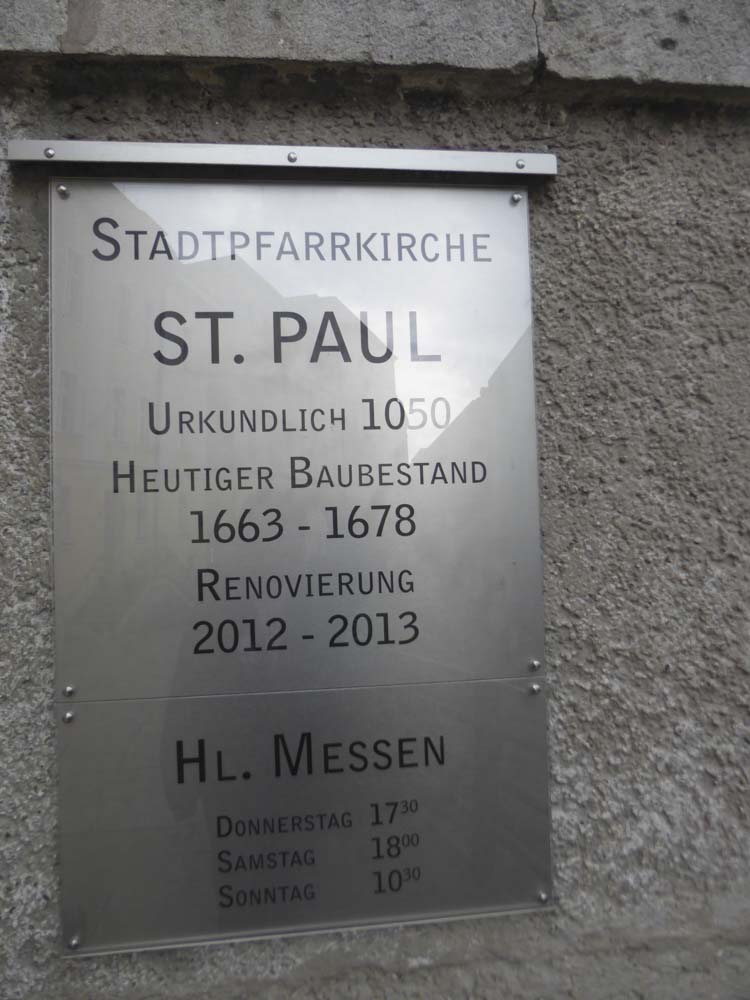 STADTPFARRKIRCHE
ST. PAUL
URKUNDLICH 1050
HEUTIGER BAUBESTAND
1663 - 1678
RENOVIERUNG
2012 - 2013
HL. MESSEN
DONNERSTAG 17³⁰
SAMSTAG 18⁰⁰
SONNTAG 10³⁰